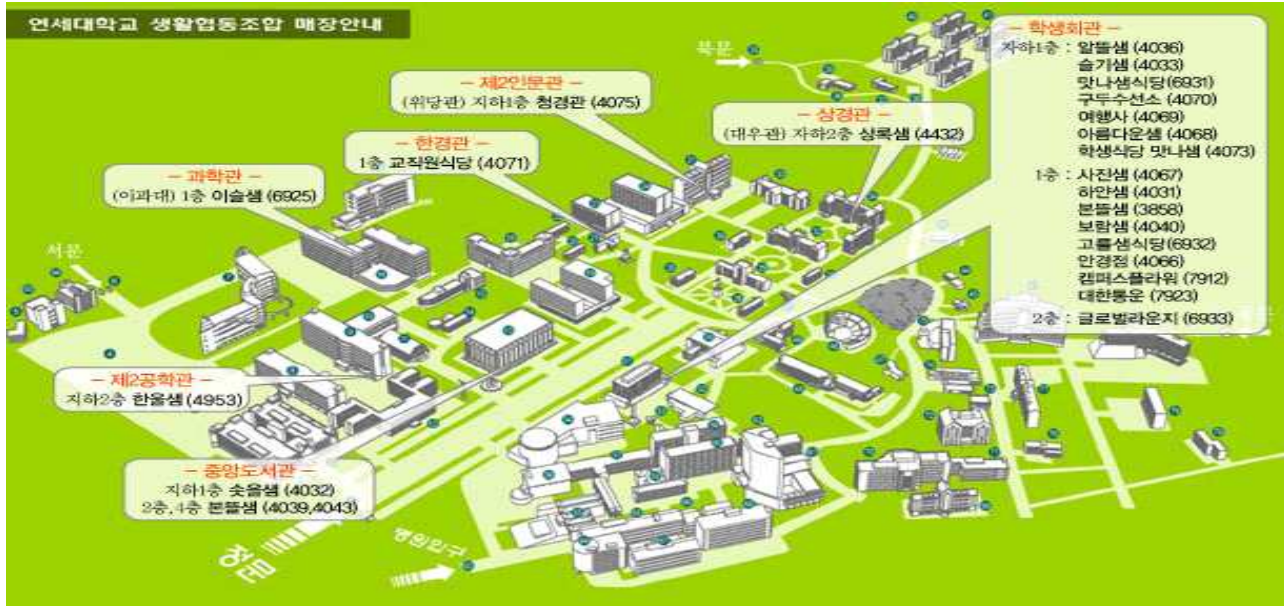 연세대학교 생활협동조합 매장안내
- 학생회관 -
자하1층 : 알뜰샘 (4036)
슬기샘 (4033)
맛나샘식당(6931)
구두수선소 (4070)
여행사 (4069)
아름다운샘 (4068)
학생식당 맛나샘 (4073)
1층 : 사진샘 (4067)
하얀샘 (4031)
본뜰샘 (3858)
보람샘 (4040)
고를샘식당(6932)
안경점 (4066)
캠퍼스플라워 (7912)
대한통운 (7923)
2층 : 글로벌라운지 (6933)
북문
- 제2인문관 -
(위당관) 지하1층 청경관 (4075)
- 상경관 -
(대우관) 자하2층 상록샘 (4432)
- 한경관 -
1층 교직원식당 (4071)
- 과학관 -
(이과대) 1층 이슬샘 (6925)
서문
- 제2공학관 -
지하2층 한울샘 (4953)
- 중앙도서관 -
지하1층 솟을샘 (4032)
2층, 4층 본뜰샘 (4039,4043)
정문
병원입구